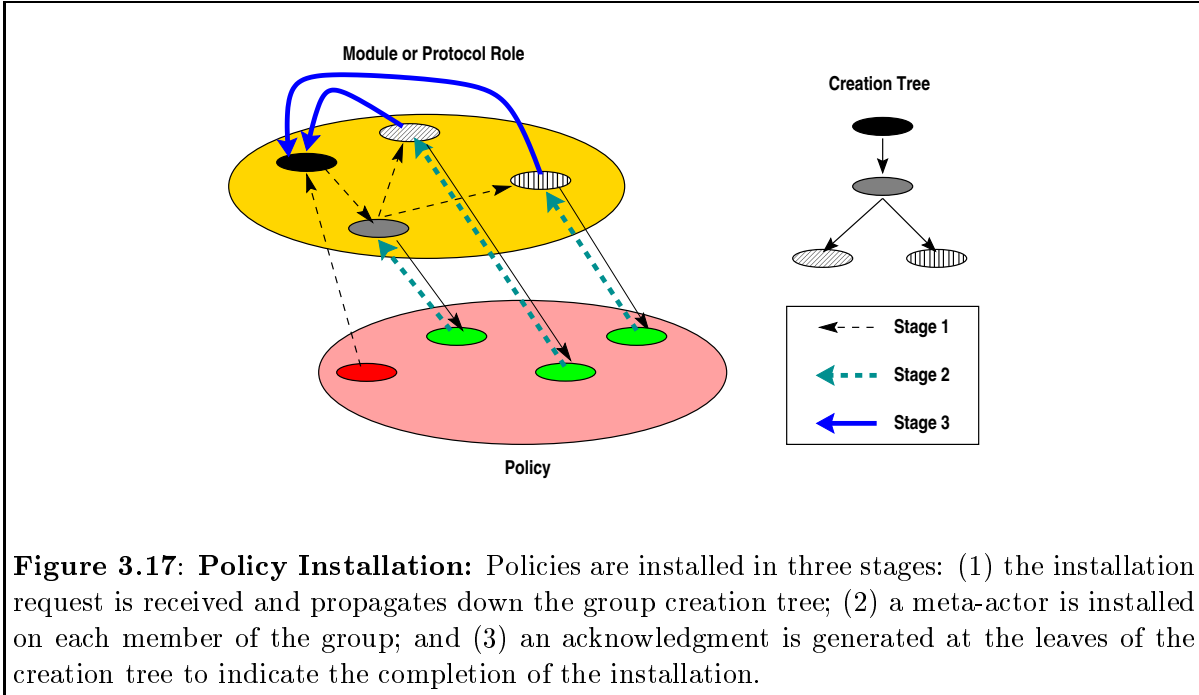 Module or Protocol Role
Creation Tree
Stage 1
Stage 2
Stage 3
Policy
Figure 3.17: Policy Installation: Policies are installed in three stages: (1) the installation
request is received and propagates down the group creation tree; (2) a meta-actor is installed
on each member of the group; and (3) an acknowledgment is generated at the leaves of the
creation tree to indicate the completion of the installation.